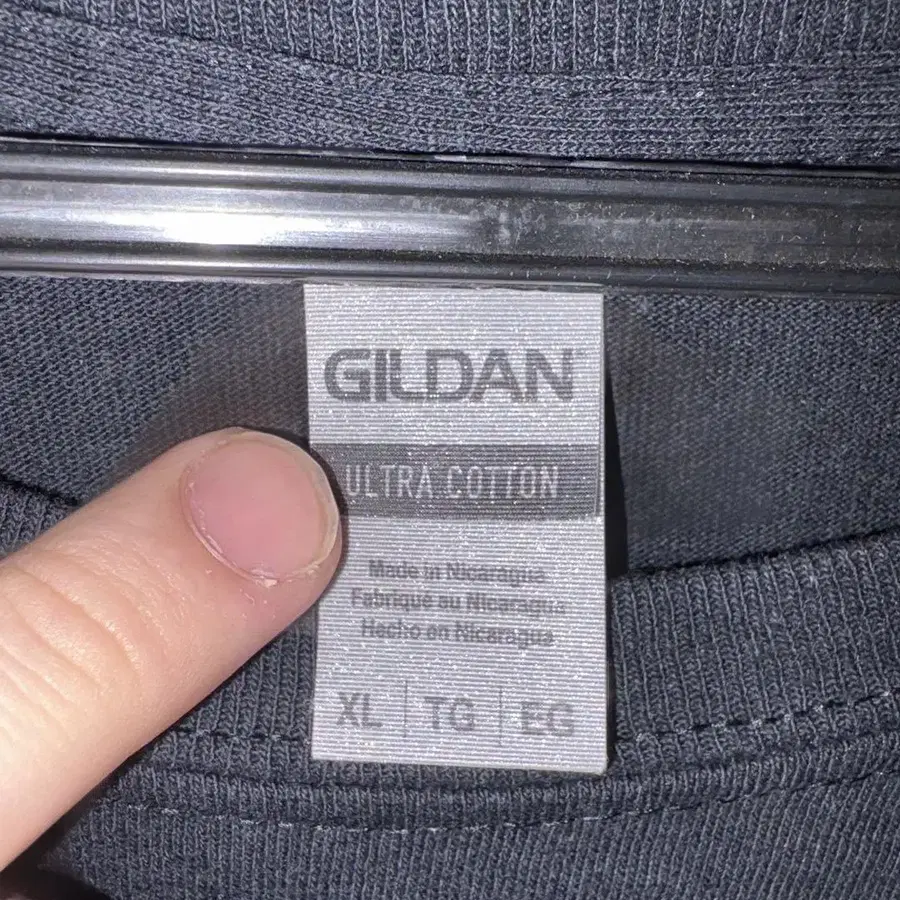 GILDAN
ULTRA COTTON
Made in Nicaragua
Fabriqué au Nicaragua
Hecho en Nicaragua
XL | TG | EG